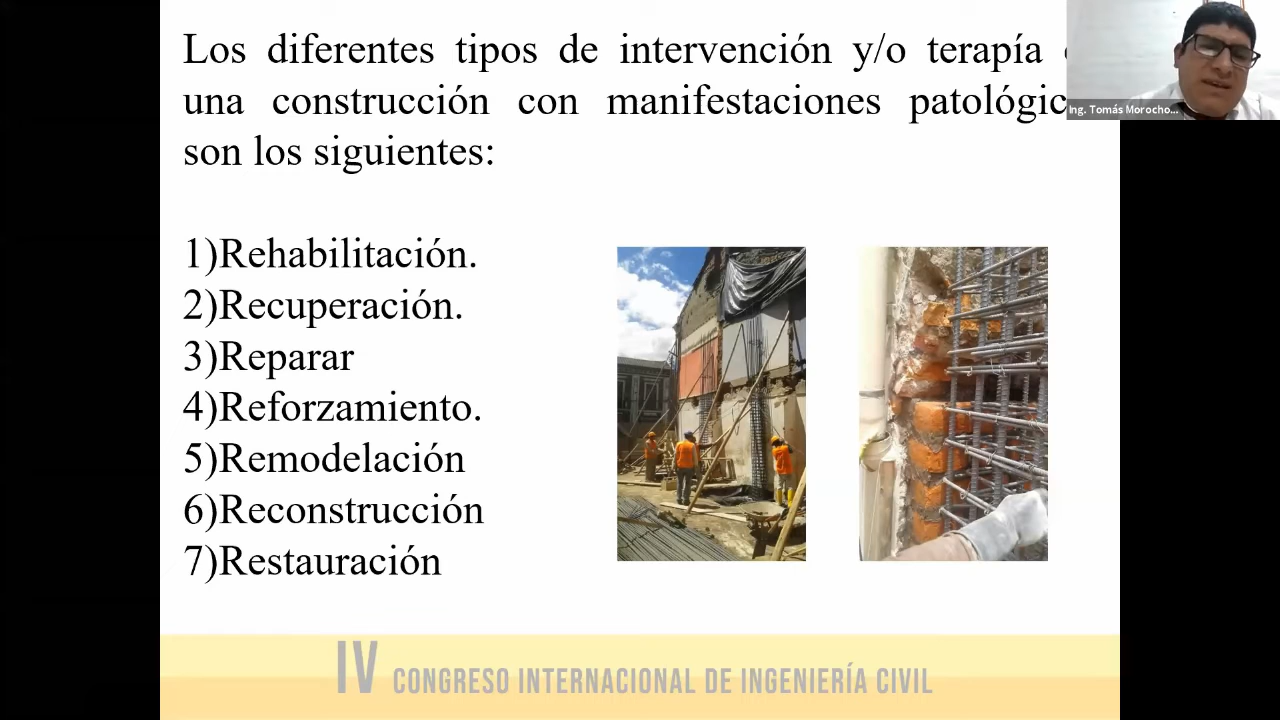 Los diferentes tipos de intervención y/o terapía
una construcción con manifestaciones patológic
son los siguientes:
1)Rehabilitación.
2)Recuperación.
3)Reparar
4)Reforzamiento.
5)Remodelación
6)Reconstrucción
7)Restauración
Ing. Tomás Morocho...
IV CONGRESO INTERNACIONAL DE INGENIERÍA CIVIL